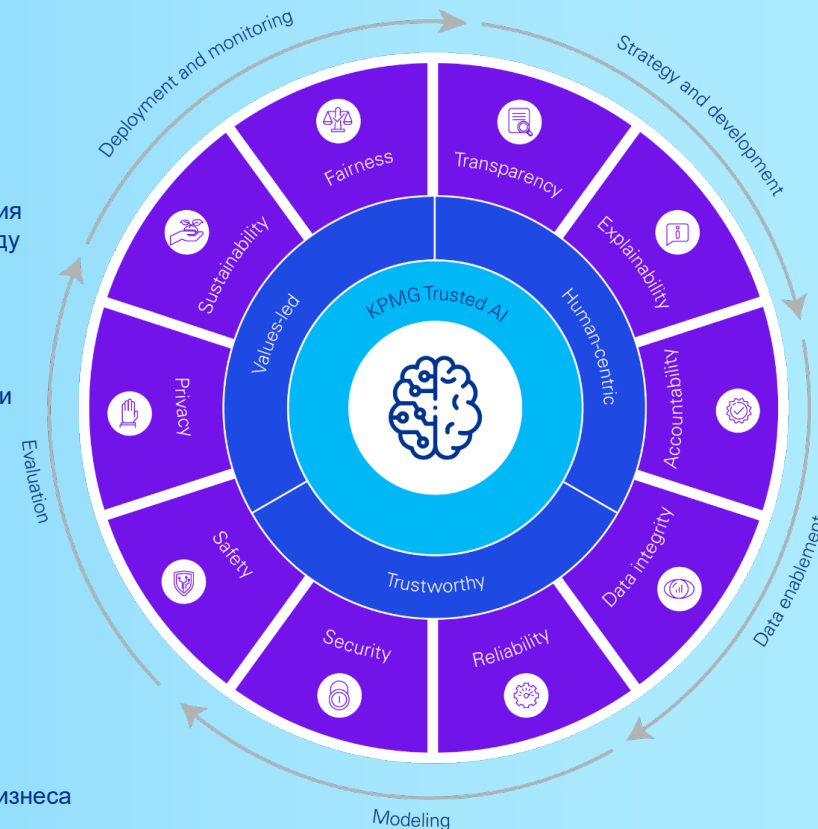 Deployment and monitoring
Strategy and development
Fairness
Transparency
ия
ду
Sustainability
Explainability
KPMG Trusted AI
Values-led
Human-centric
Privacy
Accountability
и
Evaluation
Safety
Data integrity
Trustworthy
Data enablement
Security
Reliability
изнеса
Modeling